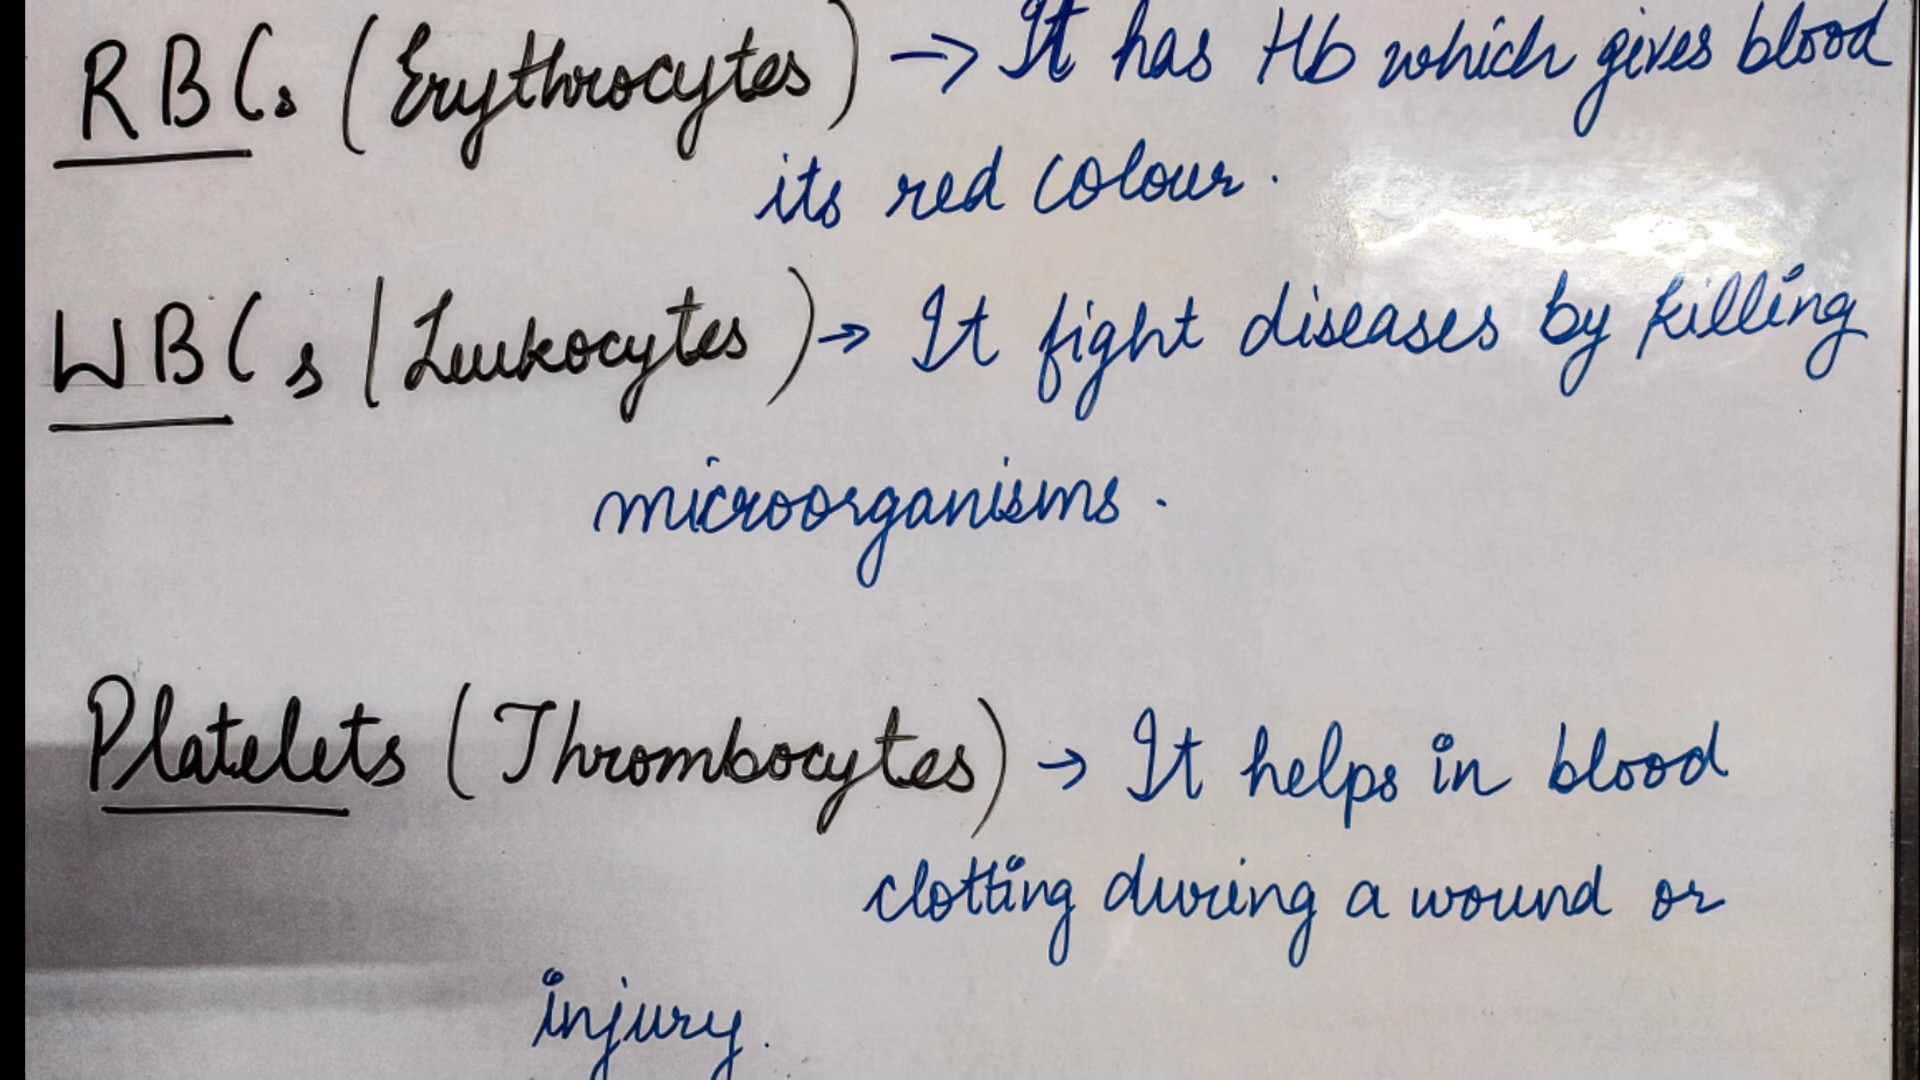 RBCs (Erythrocytes) → It has Hb which gives blood
its red colour.
WBCs (Leukocytes) → It fight diseases by killing
microorganisms.
Platelets (Thrombocytes) → It helps in blood
clotting during a wound or
injury.